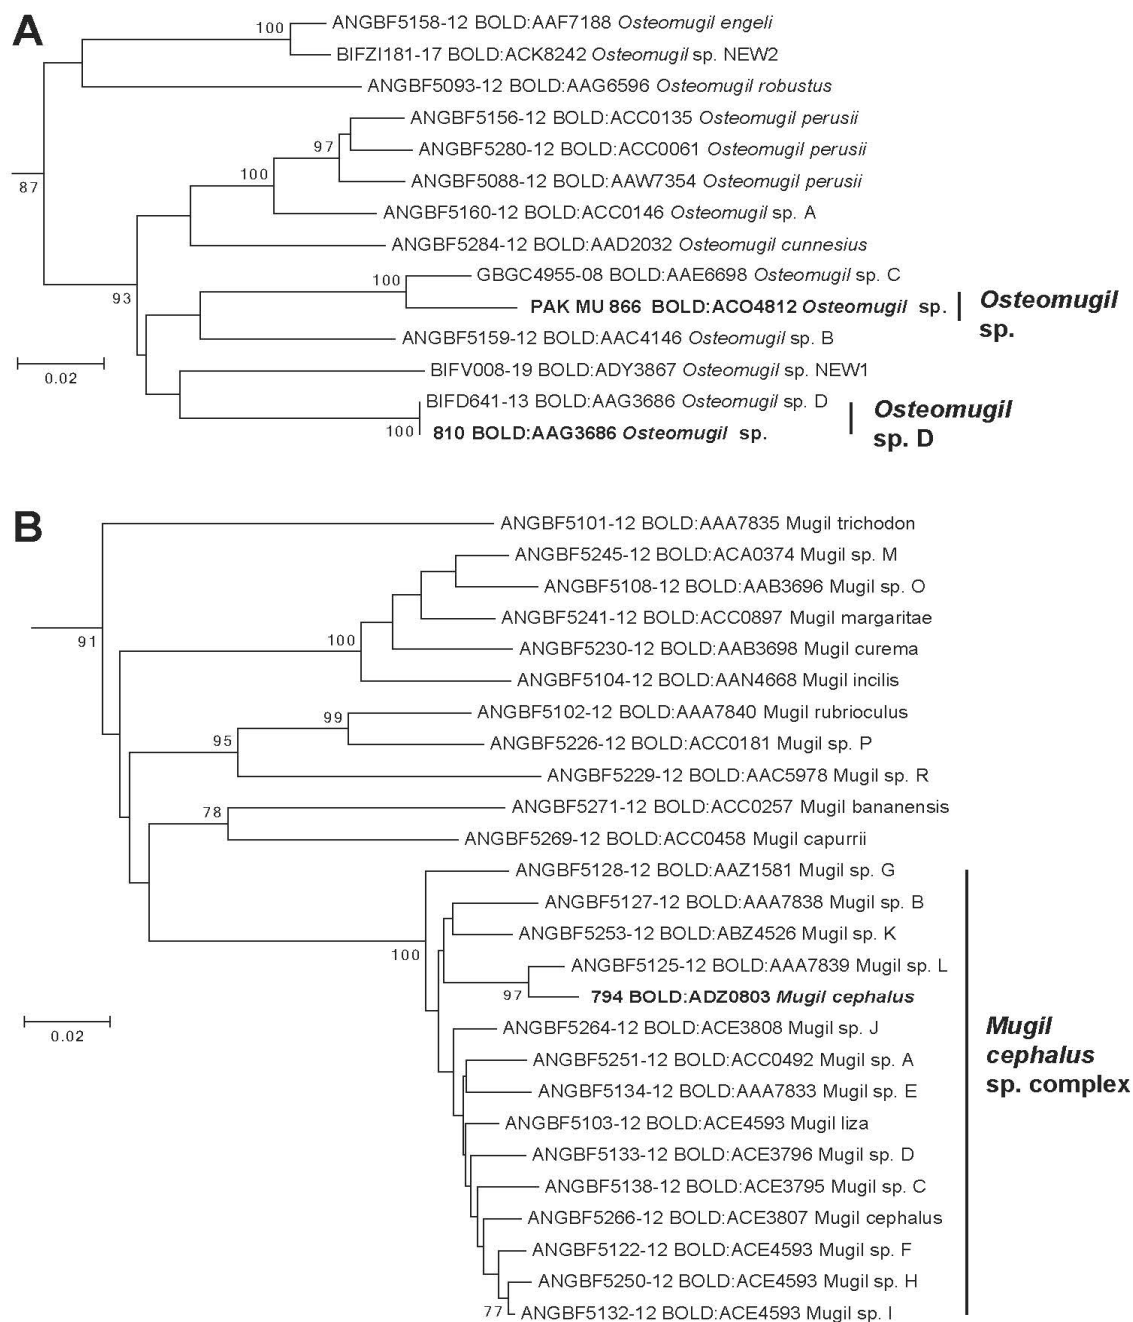 A
100
ANGBF5158-12 BOLD:AAF7188 Osteomugil engeli
BIFZI181-17 BOLD:ACK8242 Osteomugil sp. NEW2
ANGBF5093-12 BOLD:AAG6596 Osteomugil robustus
ANGBF5156-12 BOLD:ACC0135 Osteomugil perusii
97
ANGBF5280-12 BOLD:ACC0061 Osteomugil perusii
100
ANGBF5088-12 BOLD:AAW7354 Osteomugil perusii
87
ANGBF5160-12 BOLD:ACC0146 Osteomugil sp. A
ANGBF5284-12 BOLD:AAD2032 Osteomugil cunnesius
100
GBGC4955-08 BOLD:AAE6698 Osteomugil sp. C
93
PAK MU 866 BOLD:ACO4812 Osteomugil sp.
Osteomugil
sp.
ANGBF5159-12 BOLD:AAC4146 Osteomugil sp. B
0.02
BIFV008-19 BOLD:ADY3867 Osteomugil sp. NEW1
BIFD641-13 BOLD:AAG3686 Osteomugil sp. D
100
810 BOLD:AAG3686 Osteomugil sp.
Osteomugil
sp. D
B
ANGBF5101-12 BOLD:AAA7835 Mugil trichodon
ANGBF5245-12 BOLD:ACA0374 Mugil sp. M
ANGBF5108-12 BOLD:AAB3696 Mugil sp. O
ANGBF5241-12 BOLD:ACC0897 Mugil margaritae
91
100
ANGBF5230-12 BOLD:AAB3698 Mugil curema
ANGBF5104-12 BOLD:AAN4668 Mugil incilis
99
ANGBF5102-12 BOLD:AAA7840 Mugil rubrioculus
95
ANGBF5226-12 BOLD:ACC0181 Mugil sp. P
ANGBF5229-12 BOLD:AAC5978 Mugil sp. R
78
ANGBF5271-12 BOLD:ACC0257 Mugil bananensis
ANGBF5269-12 BOLD:ACC0458 Mugil capurrii
ANGBF5128-12 BOLD:AAZ1581 Mugil sp. G
ANGBF5127-12 BOLD:AAA7838 Mugil sp. B
ANGBF5253-12 BOLD:ABZ4526 Mugil sp. K
100
ANGBF5125-12 BOLD:AAA7839 Mugil sp. L
97
794 BOLD:ADZ0803 Mugil cephalus
0.02
ANGBF5264-12 BOLD:ACE3808 Mugil sp. J
ANGBF5251-12 BOLD:ACC0492 Mugil sp. A
ANGBF5134-12 BOLD:AAA7833 Mugil sp. E
Mugil
cephalus
sp. complex
ANGBF5103-12 BOLD:ACE4593 Mugil liza
ANGBF5133-12 BOLD:ACE3796 Mugil sp. D
ANGBF5138-12 BOLD:ACE3795 Mugil sp. C
ANGBF5266-12 BOLD:ACE3807 Mugil cephalus
ANGBF5122-12 BOLD:ACE4593 Mugil sp. F
ANGBF5250-12 BOLD:ACE4593 Mugil sp. H
77
ANGBF5132-12 BOLD:ACE4593 Mugil sp. I